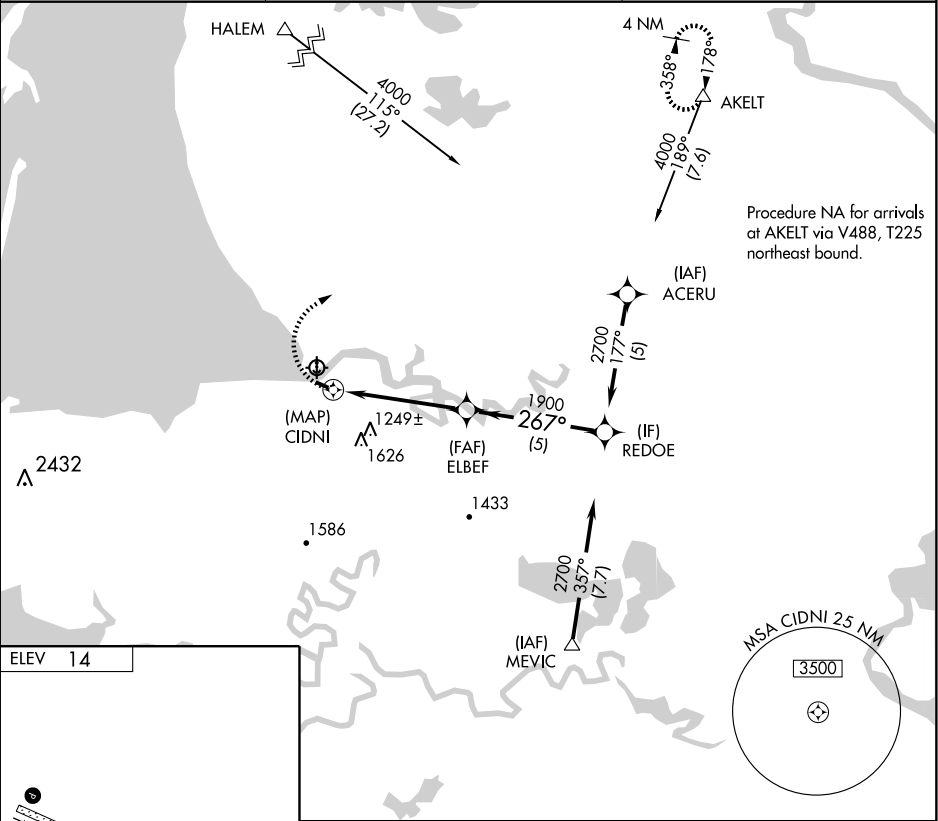 HALEM
4000
115°
(27.2)
4 NM
358°
178°
AKELT
4000
189°
(7.6)
Procedure NA for arrivals
at AKELT via V488, T225
northeast bound.
(IAF)
ACERU
2700
177°
(5)
(MAP)
CIDNI
1249±
1626
(FAF)
ELBEF
1900
267°
(5)
(IF)
REDOE
2432
1433
1586
2700
357°
(7.7)
(IAF)
MEVIC
MSA CIDNI 25 NM
3500
ELEV 14
P